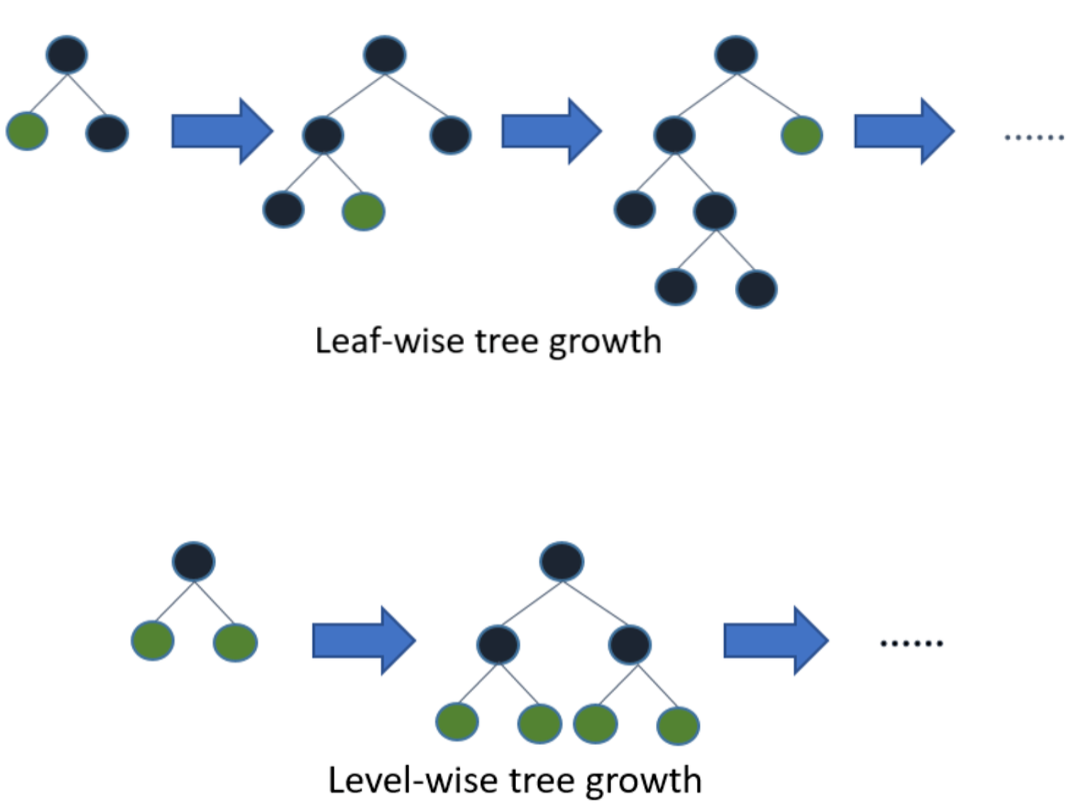 ......
Leaf-wise tree growth
......
Level-wise tree growth